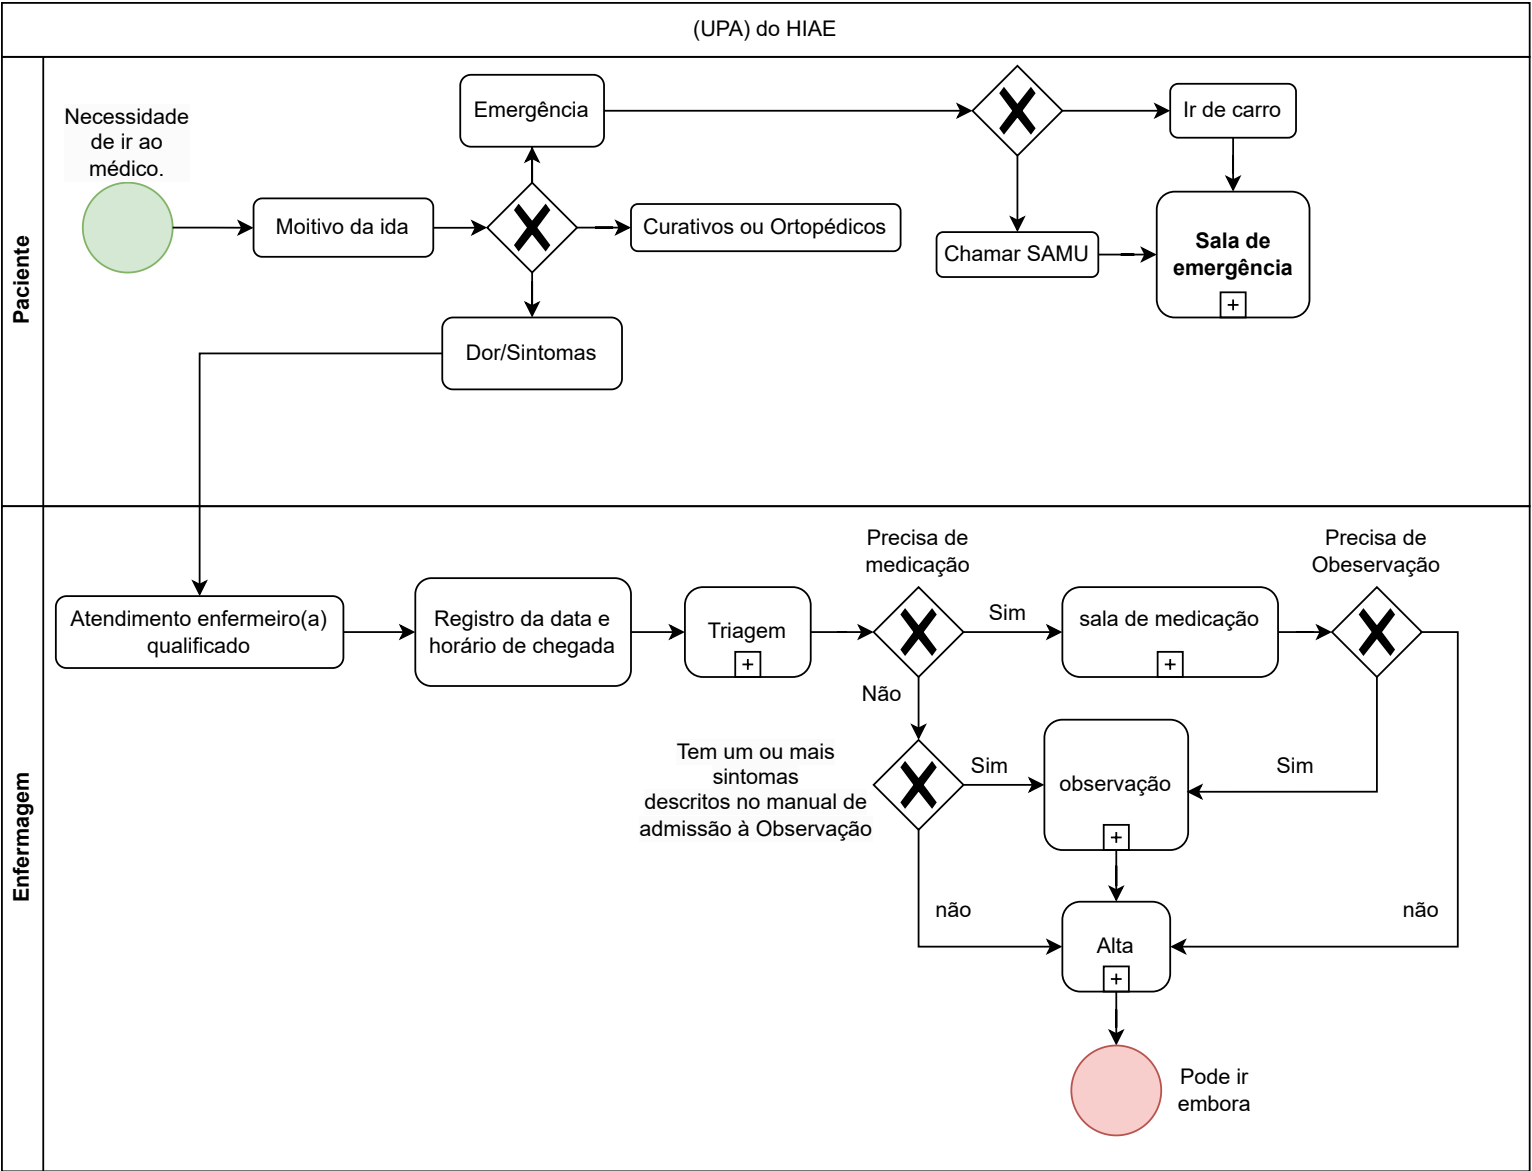 (UPA) do HIAE
Paciente
Necessidade
de ir ao
médico.
Moitivo da ida
Emergência
Curativos ou Ortopédicos
Dor/Sintomas
Ir de carro
Chamar SAMU
Sala de
emergência
+
Enfermagem
Atendimento enfermeiro(a)
qualificado
Registro da data e
horário de chegada
Triagem
+
Precisa de
medicação
Sim
Não
sala de medicação
+
Precisa de
Obeservação
Tem um ou mais
sintomas
descritos no manual de
admissão à Observação
Sim
observação
+
Sim
não
não
Alta
+
Pode ir
embora